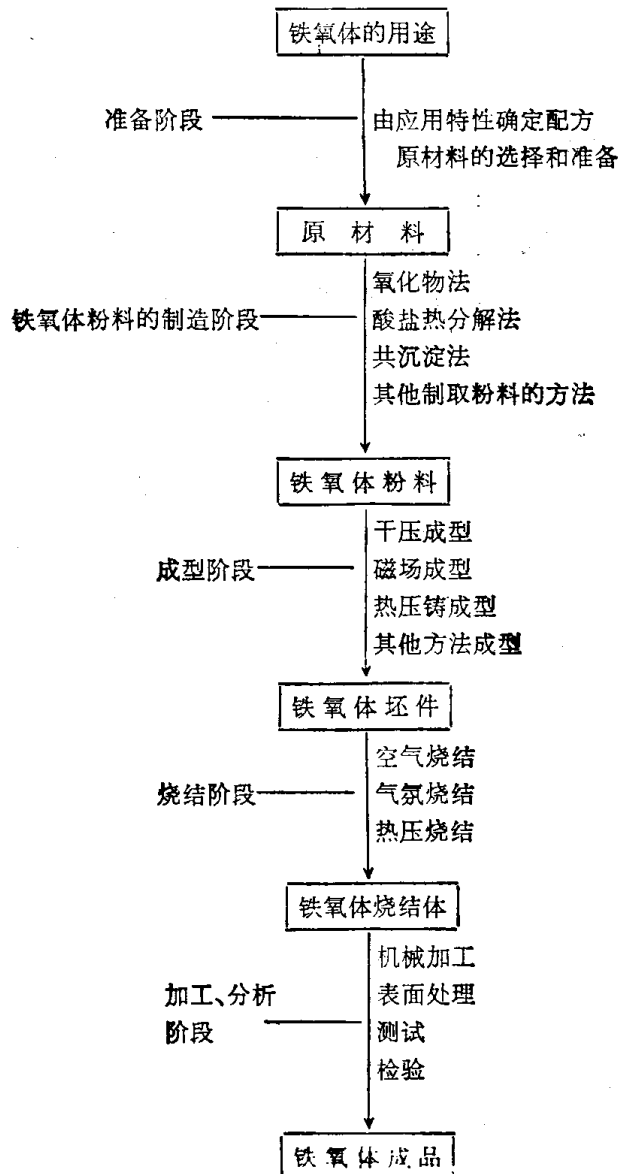 铁氧体的用途
准备阶段
由应用特性确定配方
原材料的选择和准备
原材料
氧化物法
铁氧体粉料的制造阶段
酸盐热分解法
共沉淀法
其他制取粉料的方法
铁氧体粉料
干压成型
成型阶段
磁场成型
热压铸成型
其他方法成型
铁氧体坯件
空气烧结
烧结阶段
气氛烧结
热压烧结
铁氧体烧结体
机械加工
加工、分析
阶段
表面处理
测试
检验
铁氧体成品